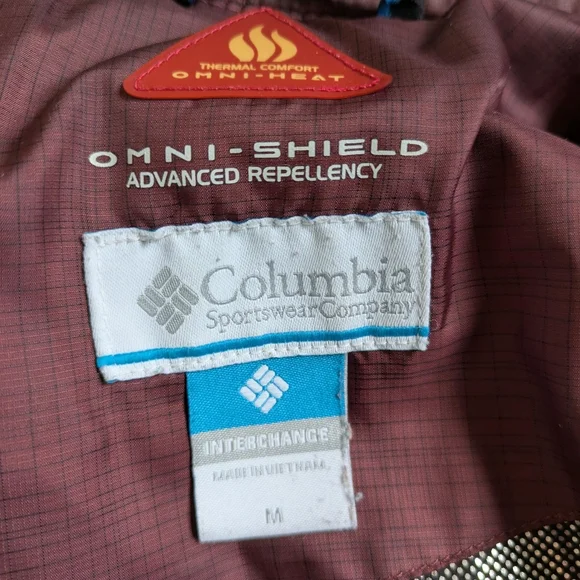 THERMAL COMFORT
OMNI-HEAT
OMNI-SHIELD
ADVANCED REPELLENCY
Columbia
Sportswear Company
INTERCHANGE
MADE IN VIETNAM.
M